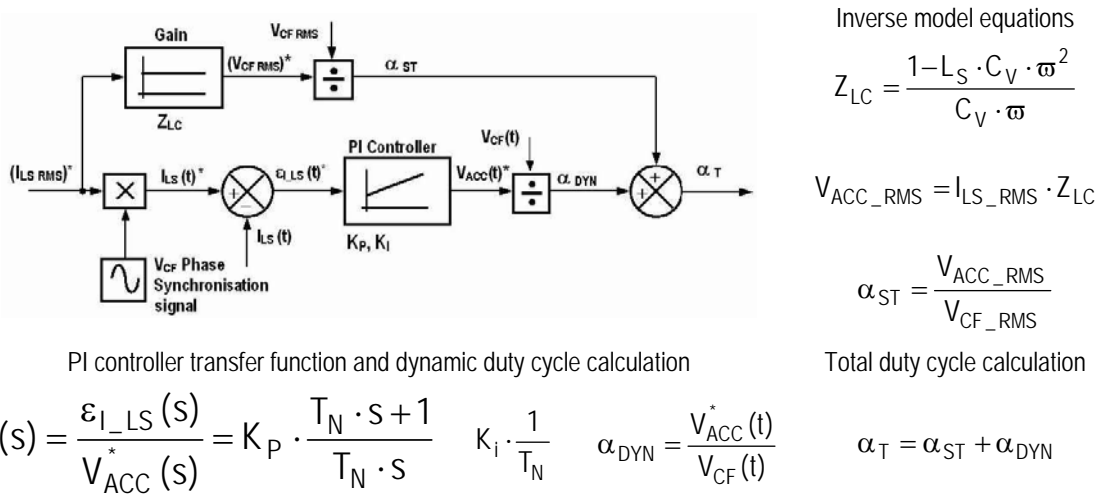 Gain
V_CF RMS
(V_CF RMS)*
÷
α_ST
Z_LC
(I_LS RMS)*
×
I_LS(t)*
+
−
ε_I_LS(t)*
I_LS(t)
PI Controller
K_P, K_I
V_ACC(t)*
V_CF(t)
÷
α_DYN
+
+
α_T
V_CF Phase
Synchronisation
signal
Inverse model equations
Z_LC = (1−L_S · C_V · ϖ²) / (C_V · ϖ)
V_ACC_RMS = I_LS_RMS · Z_LC
α_ST = V_ACC_RMS / V_CF_RMS
PI controller transfer function and dynamic duty cycle calculation
(s) = ε_I_LS(s) / V*_ACC(s) = K_P · (T_N · s + 1) / (T_N · s)
K_i · 1 / T_N
α_DYN = V*_ACC(t) / V_CF(t)
Total duty cycle calculation
α_T = α_ST + α_DYN